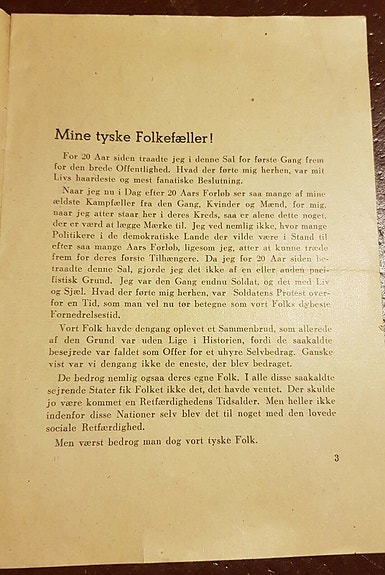 Mine tyske Folkefæller!
For 20 Aar siden traadte jeg i denne Sal for første Gang frem
for den brede Offentlighed. Hvad der førte mig herhen, var mit
Livs haardeste og mest fanatiske Beslutning.
Naar jeg nu i Dag efter 20 Aars Forløb ser saa mange af mine
ældste Kampfæller fra den Gang, Kvinder og Mænd, for mig,
naar jeg atter staar her i deres Kreds, saa er alene dette noget,
der er værd at lægge Mærke til. Jeg ved nemlig ikke, hvor mange
Politikere i de demokratiske Lande der vilde være i Stand til
efter saa mange Aars Forløb, ligesom jeg, atter at kunne træde
frem for deres første Tilhængere. Da jeg for 20 Aar siden be-
traadte denne Sal, gjorde jeg det ikke af en eller anden paci-
fistisk Grund. Jeg var den Gang endnu Soldat, og det med Liv
og Sjæl. Hvad der førte mig herhen, var Soldatens Protest over-
for en Tid, som man vel nu tør betegne som vort Folks dybeste
Fornedrelsestid.
Vort Folk havde dengang oplevet et Sammenbrud, som allerede
af den Grund var uden Lige i Historien, fordi de saakaldte
besejrede var faldet som Offer for et uhyre Selvbedrag. Ganske
vist var vi dengang ikke de eneste, der blev bedraget.
De bedrog nemlig ogsaa deres egne Folk. I alle disse saakaldte
sejrende Stater fik Folket ikke det, det havde ventet. Der skulde
jo være kommet en Retfærdighedens Tidsalder. Men heller ikke
indenfor disse Nationer selv blev det til noget med den lovede
sociale Retfærdighed.
Men værst bedrog man dog vort tyske Folk.
3